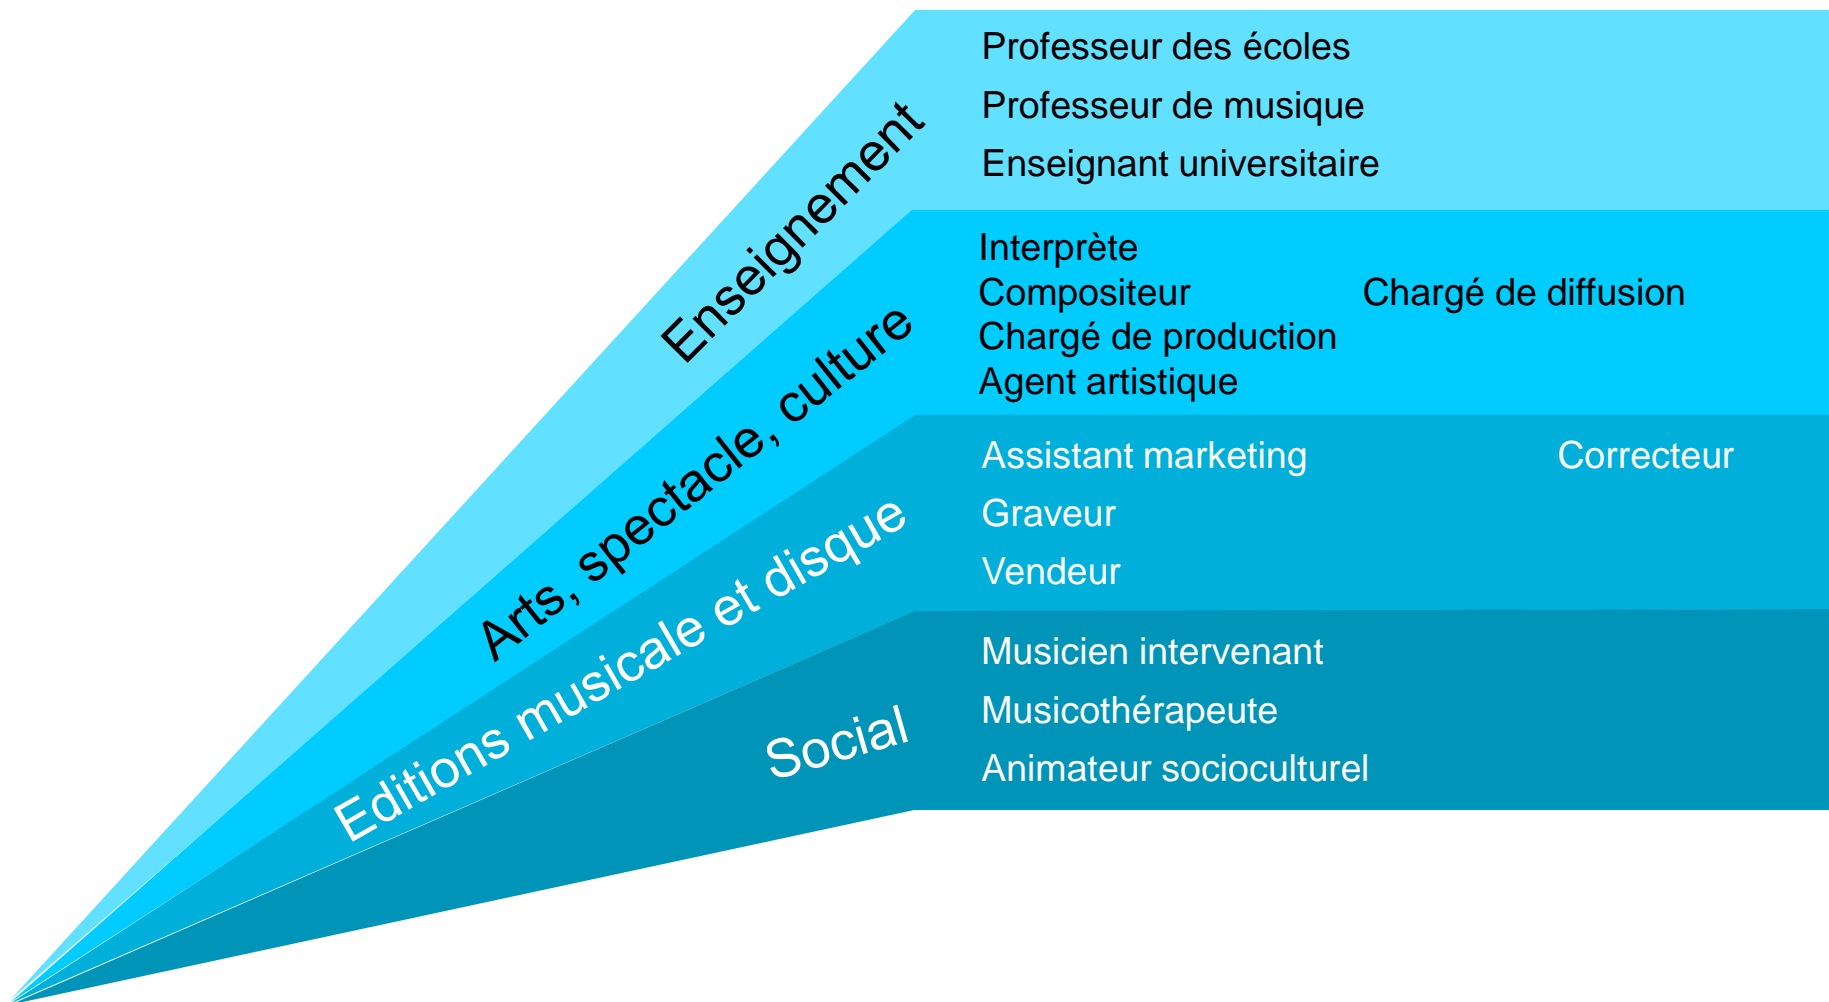 Enseignement
Professeur des écoles
Professeur de musique
Enseignant universitaire
Arts, spectacle, culture
Interprète
Compositeur Chargé de diffusion
Chargé de production
Agent artistique
Editions musicale et disque
Assistant marketing Correcteur
Graveur
Vendeur
Social
Musicien intervenant
Musicothérapeute
Animateur socioculturel